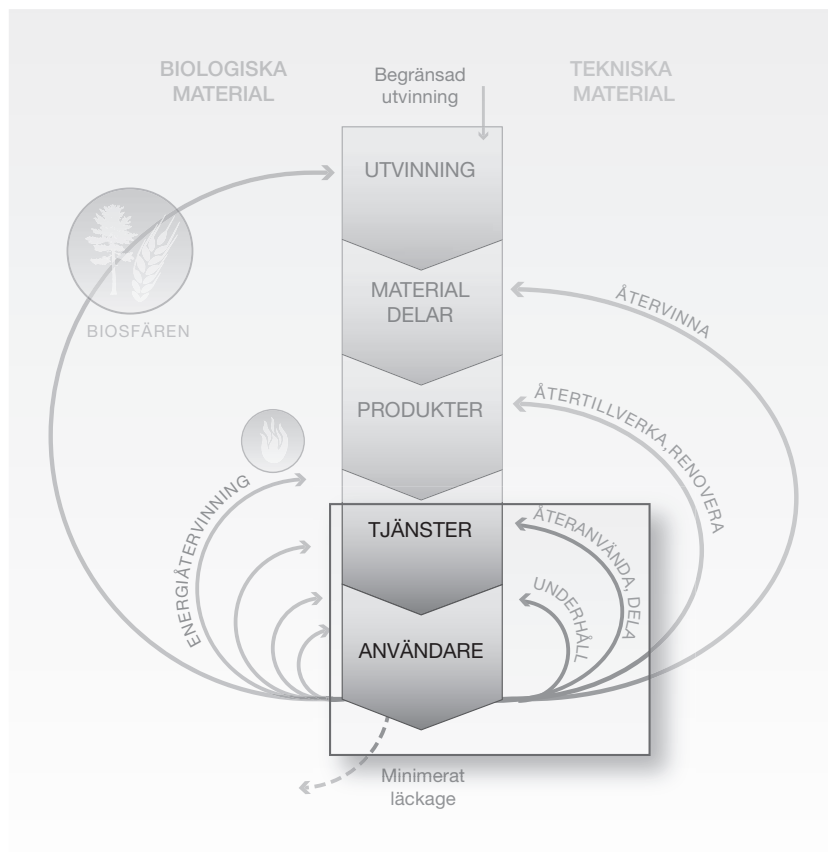 BIOLOGISKA
MATERIAL
Begränsad
utvinning
TEKNISKA
MATERIAL
UTVINNING
BIOSFÄREN
MATERIAL
DELAR
ÅTERVINNA
PRODUKTER
ÅTERTILLVERKA, RENOVERA
ENERGIÅTERVINNING
TJÄNSTER
ÅTERANVÄNDA, DELA
UNDERHÅLL
ANVÄNDARE
Minimerat
läckage